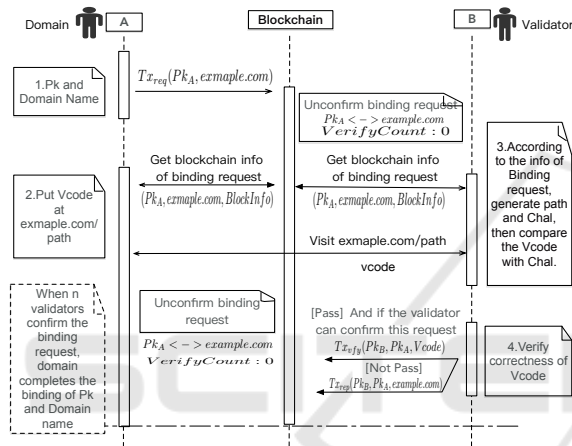 Domain
A
Blockchain
B
Validator
1.Pk and
Domain Name
Tx_req(Pk_A, exmaple.com)
Unconfirm binding request
Pk_A < - > example.com
VerifyCount : 0
Get blockchain info
of binding request
(Pk_A, exmaple.com, BlockInfo)
Get blockchain info
of binding request
(Pk_A, exmaple.com, BlockInfo)
2.Put Vcode
at
exmaple.com/
path
3.According
to the info of
Binding
request,
generate path
and Chal,
then compare
the Vcode
with Chal.
Visit exmaple.com/path
vcode
When n
validators
confirm the
binding
request,
domain
completes the
binding of Pk
and Domain
name
Unconfirm binding
request
Pk_A < - > example.com
VerifyCount : 0
[Pass] And if the validator
can confirm this request
Tx_vfy(Pk_B, Pk_A, Vcode)
[Not Pass]
Tx_rep(Pk_B, Pk_A, example.com)
4.Verify
correctness of
Vcode